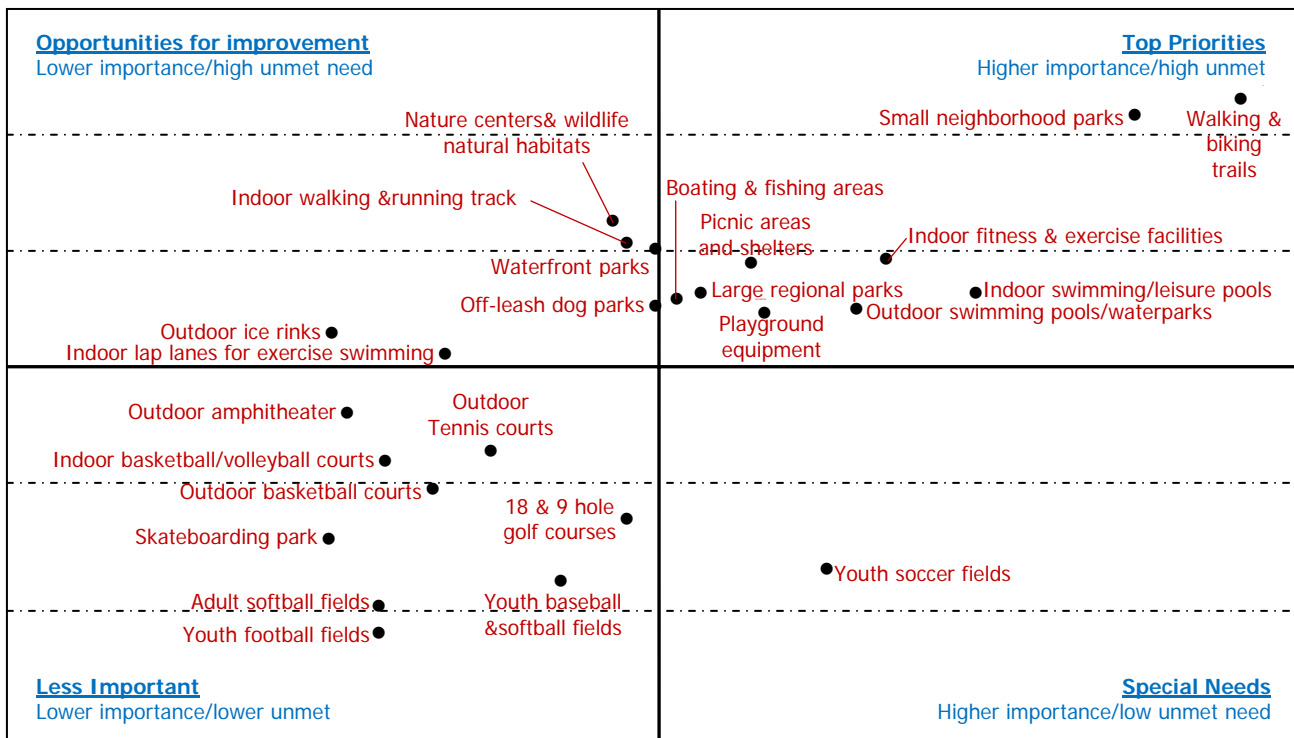 Opportunities for improvement
Lower importance/high unmet need
Top Priorities
Higher importance/high unmet
Nature centers& wildlife
natural habitats
Small neighborhood parks
Walking &
biking
trails
Indoor walking &running track
Boating & fishing areas
Picnic areas
and shelters
Indoor fitness & exercise facilities
Waterfront parks
Off-leash dog parks
Large regional parks
Indoor swimming/leisure pools
Outdoor swimming pools/waterparks
Playground
equipment
Outdoor ice rinks
Indoor lap lanes for exercise swimming
Outdoor amphitheater
Outdoor
Tennis courts
Indoor basketball/volleyball courts
Outdoor basketball courts
18 & 9 hole
golf courses
Skateboarding park
Youth soccer fields
Adult softball fields
Youth baseball
&softball fields
Youth football fields
Less Important
Lower importance/lower unmet
Special Needs
Higher importance/low unmet need